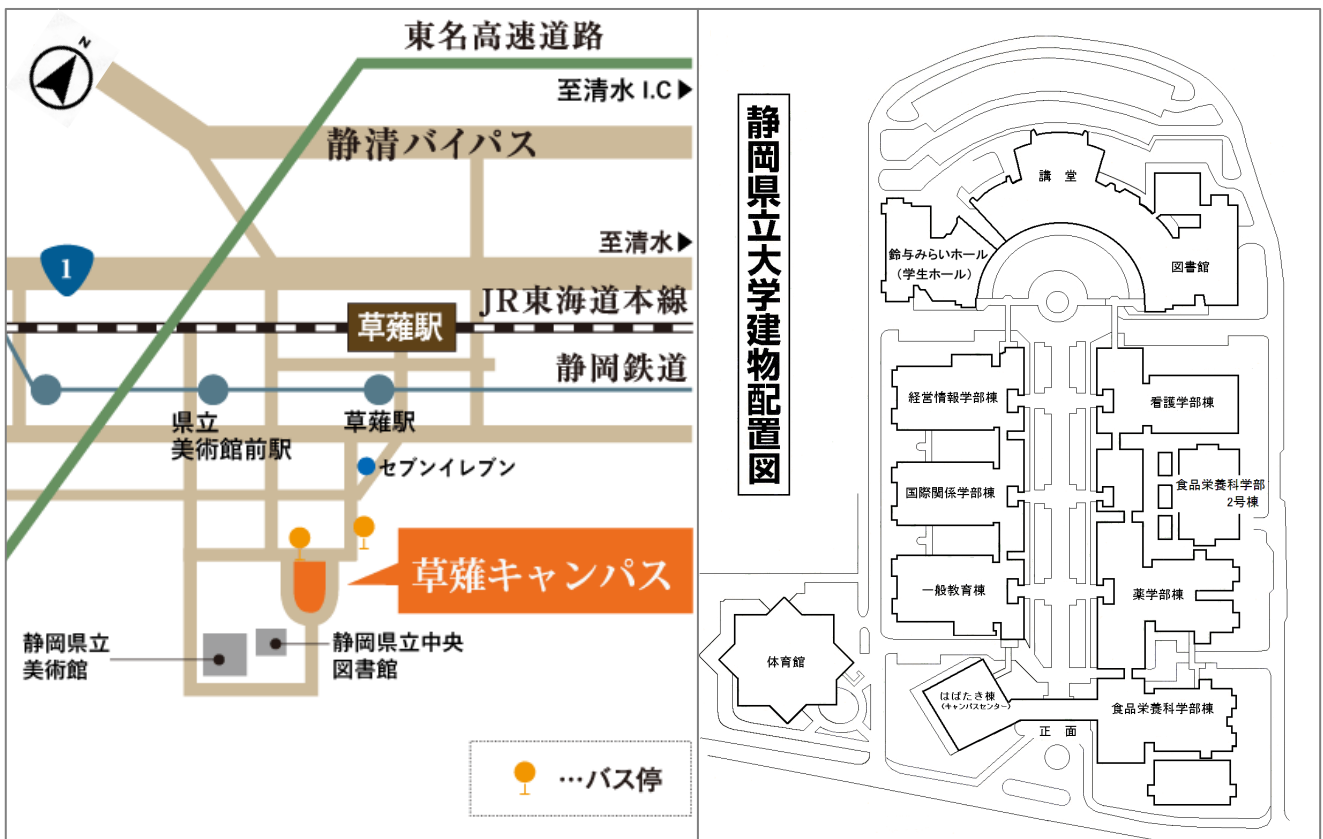 N
東名高速道路
至清水 I.C▶
静清バイパス
至清水▶
1
JR東海道本線
草薙駅
静岡鉄道
県立
美術館前駅
草薙駅
セブンイレブン
草薙キャンパス
静岡県立
美術館
静岡県立中央
図書館
…バス停
静岡県立大学建物配置図
講 堂
鈴与みらいホール
(学生ホール)
図書館
経営情報学部棟
看護学部棟
国際関係学部棟
食品栄養科学部
2号棟
一般教育棟
薬学部棟
体育館
はばたき棟
(キャンパスセンター)
食品栄養科学部棟
正 面